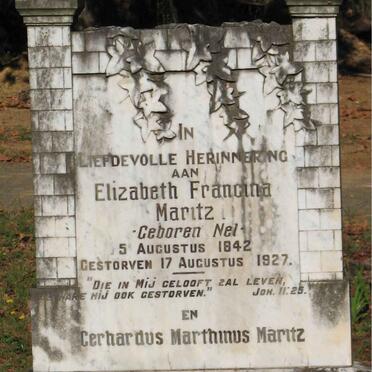 IN
LIEFDEVOLLE HERINNERING
AAN
Elizabeth Francina
Maritz
Geboren Nel
5 AUGUSTUS 1842
GESTORVEN 17 AUGUSTUS 1927.
"DIE IN MIJ GELOOFT ZAL LEVEN,
WARE HIJ OOK GESTORVEN." JOH. 11:25.
EN
Gerhardus Marthinus Maritz